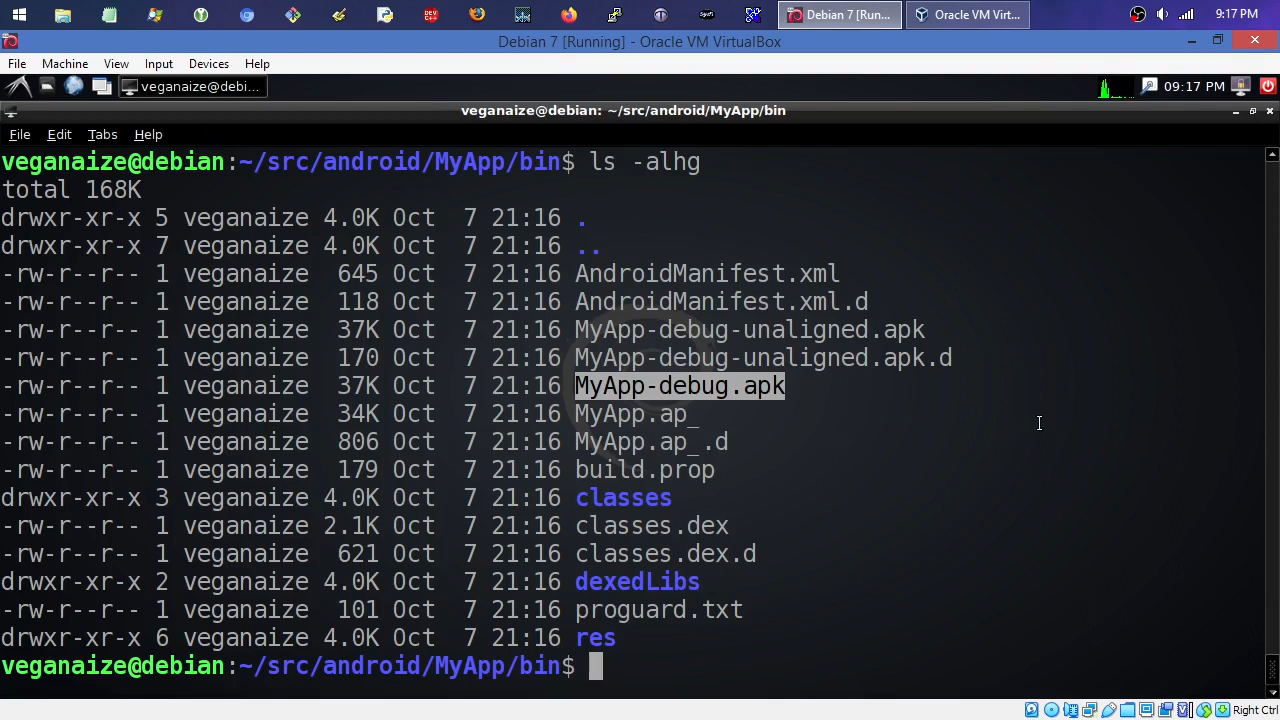 Debian 7 [Runn...
Oracle VM Virt...
9:17 PM
Debian 7 [Running] - Oracle VM VirtualBox
File Machine View Input Devices Help
veganaize@debi...
09:17 PM
veganaize@debian: ~/src/android/MyApp/bin
File Edit Tabs Help
veganaize@debian:~/src/android/MyApp/bin$ ls -alhg
total 168K
drwxr-xr-x 5 veganaize 4.0K Oct  7 21:16 .
drwxr-xr-x 7 veganaize 4.0K Oct  7 21:16 ..
-rw-r--r-- 1 veganaize  645 Oct  7 21:16 AndroidManifest.xml
-rw-r--r-- 1 veganaize  118 Oct  7 21:16 AndroidManifest.xml.d
-rw-r--r-- 1 veganaize  37K Oct  7 21:16 MyApp-debug-unaligned.apk
-rw-r--r-- 1 veganaize  170 Oct  7 21:16 MyApp-debug-unaligned.apk.d
-rw-r--r-- 1 veganaize  37K Oct  7 21:16 MyApp-debug.apk
-rw-r--r-- 1 veganaize  34K Oct  7 21:16 MyApp.ap_
-rw-r--r-- 1 veganaize  806 Oct  7 21:16 MyApp.ap_.d
-rw-r--r-- 1 veganaize  179 Oct  7 21:16 build.prop
drwxr-xr-x 3 veganaize 4.0K Oct  7 21:16 classes
-rw-r--r-- 1 veganaize 2.1K Oct  7 21:16 classes.dex
-rw-r--r-- 1 veganaize  621 Oct  7 21:16 classes.dex.d
drwxr-xr-x 2 veganaize 4.0K Oct  7 21:16 dexedLibs
-rw-r--r-- 1 veganaize  101 Oct  7 21:16 proguard.txt
drwxr-xr-x 6 veganaize 4.0K Oct  7 21:16 res
veganaize@debian:~/src/android/MyApp/bin$
Right Ctrl